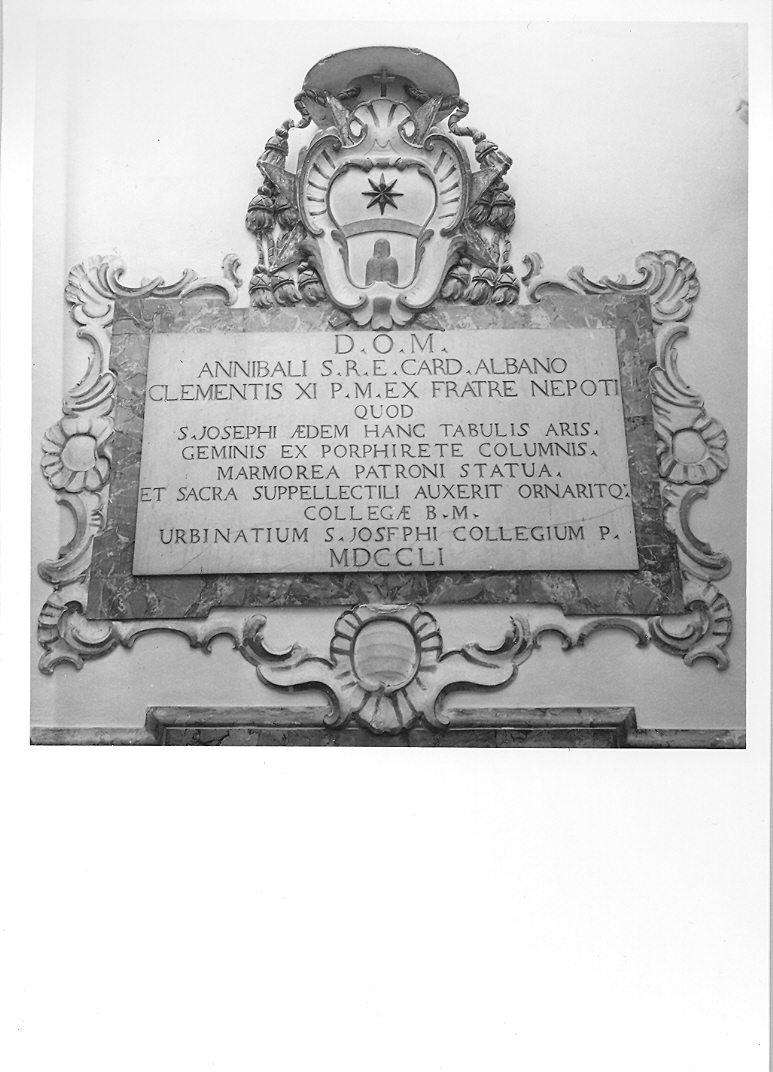 D.O.M.
ANNIBALI S.R.E. CARD. ALBANO
CLEMENTIS XI P.M. EX FRATRE NEPOTI
QUOD
S. JOSEPHI ÆDEM HANC TABULIS ARIS.
GEMINIS EX PORPHIRETE COLUMNIS.
MARMOREA PATRONI STATUA.
ET SACRA SUPPELLECTILI AUXERIT ORNARITQ.
COLLEGÆ B.M.
URBINATIUM S. JOSFPHI COLLEGIUM P.
MDCCLI